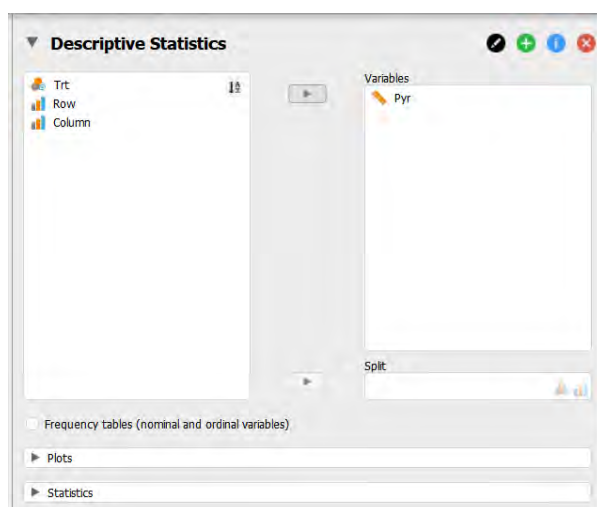 Descriptive Statistics
Trt
Row
Column
Variables
Pyr
Split
Frequency tables (nominal and ordinal variables)
Plots
Statistics